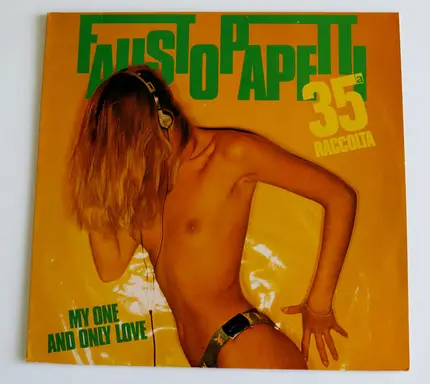 FAUSTO PAPETTI
35a
RACCOLTA
MY ONE
AND ONLY LOVE